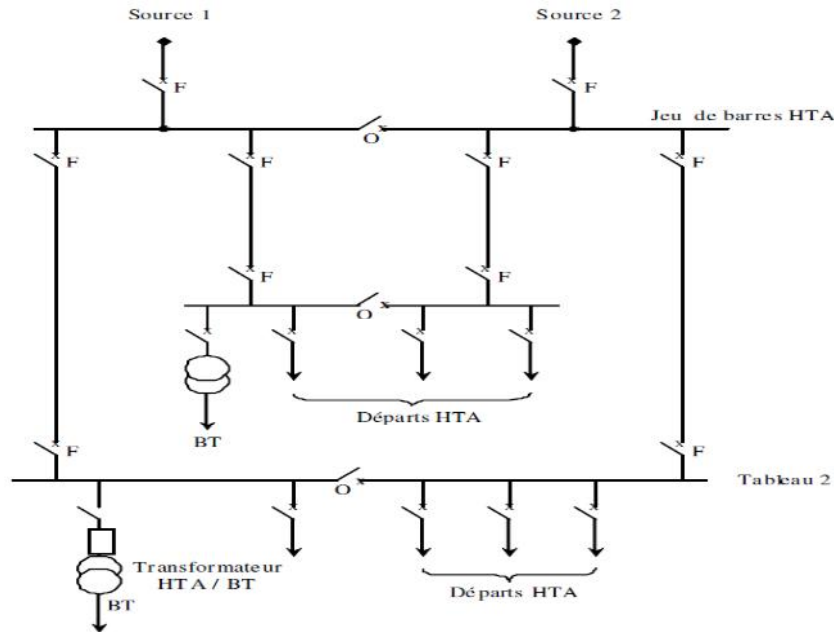 Source 1
Source 2
F
F
Jeu de barres HTA
O
F
F
F
F
F
F
O
Départs HTA
BT
F
F
O
Tableau 2
Transformateur
HTA / BT
Départs HTA
BT